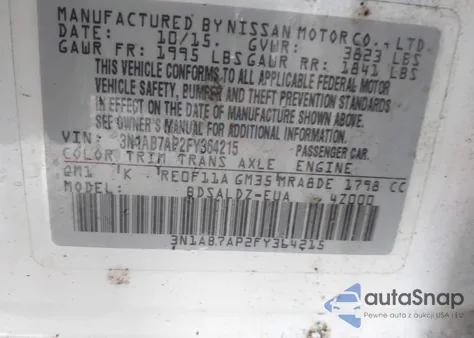 MANUFACTURED BY NISSAN MOTOR CO., LTD.
DATE: 10/15. GVWR: 3823 LBS
GAWR FR: 1995 LBS GAWR RR: 1841 LBS
THIS VEHICLE CONFORMS TO ALL APPLICABLE FEDERAL MOTOR
VEHICLE SAFETY, BUMPER AND THEFT PREVENTION STANDARDS
IN EFFECT ON THE DATE OF MANUFACTURE SHOWN ABOVE.
SEE OWNER'S MANUAL FOR ADDITIONAL INFORMATION.
VIN: 3N1AB7AP2FY364215 PASSENGER CAR
COLOR TRIM TRANS AXLE ENGINE
QM1 K RE0F11A GM35 MRA8DE 1798 CC
MODEL: BDSALDZ-EUA 4Z000
3N1AB7AP2FY364215
autoSnap
Pewne auta z dopiskiem USA i EU